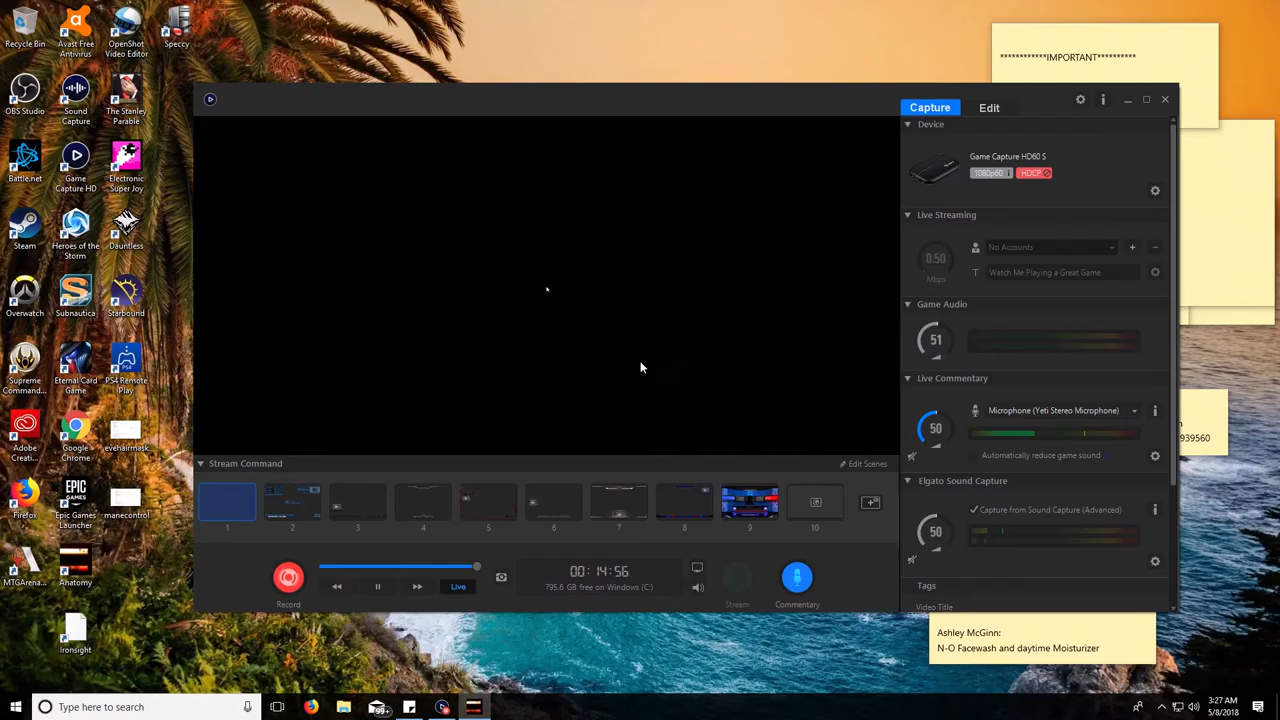 Recycle Bin
Avast Free
Antivirus
OpenShot
Video Editor
Speccy
OBS Studio
Sound
Capture
The Stanley
Parable
Battle.net
Game
Capture HD
Electronic
Super Joy
Steam
Heroes of the
Storm
Dauntless
Overwatch
Subnautica
Starbound
Supreme
Command...
Eternal Card
Game
PS4 Remote
Play
Adobe
Creati...
Google
Chrome
evehairmask
Firefox
Epic Games
Launcher
manecontrol
MTGArena...
Anatomy
Ironsight
************IMPORTANT**********
Capture
Edit
Device
Game Capture HD60 S
1080p60
HDCP
Live Streaming
0.50
Mbps
No Accounts
T Watch Me Playing a Great Game
Game Audio
51
Live Commentary
50
Microphone (Yeti Stereo Microphone)
Automatically reduce game sound
Elgato Sound Capture
50
Capture from Sound Capture (Advanced)
Tags
Video Title
939560
Stream Command
Edit Scenes
1 2 3 4 5 6 7 8 9 10
Record
Live
00:14:56
795.6 GB free on Windows (C:)
Stream
Commentary
Ashley McGinn:
N-O Facewash and daytime Moisturizer
Type here to search
99+
3:27 AM
5/8/2018